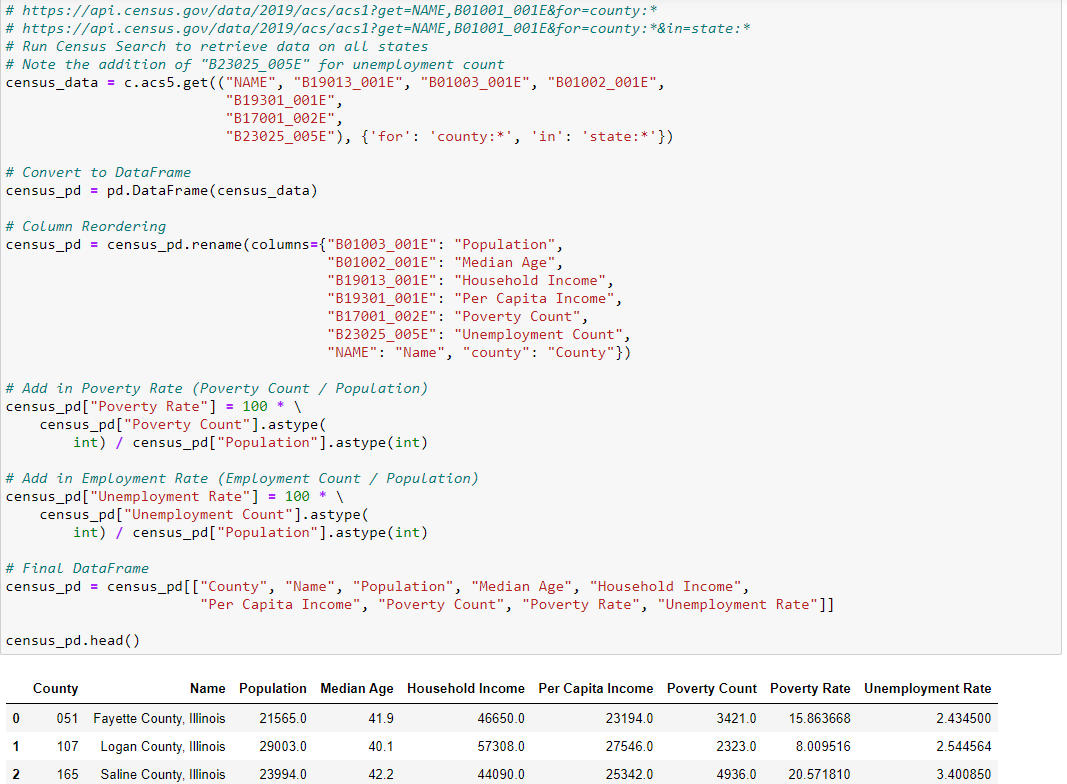 # https://api.census.gov/data/2019/acs/acs1?get=NAME,B01001_001E&for=county:*
# https://api.census.gov/data/2019/acs/acs1?get=NAME,B01001_001E&for=county:*&in=state:*
# Run Census Search to retrieve data on all states
# Note the addition of "B23025_005E" for unemployment count
census_data = c.acs5.get(("NAME", "B19013_001E", "B01003_001E", "B01002_001E",
"B19301_001E",
"B17001_002E",
"B23025_005E"), {'for': 'county:*', 'in': 'state:*'})
# Convert to DataFrame
census_pd = pd.DataFrame(census_data)
# Column Reordering
census_pd = census_pd.rename(columns={"B01003_001E": "Population",
"B01002_001E": "Median Age",
"B19013_001E": "Household Income",
"B19301_001E": "Per Capita Income",
"B17001_002E": "Poverty Count",
"B23025_005E": "Unemployment Count",
"NAME": "Name", "county": "County"})
# Add in Poverty Rate (Poverty Count / Population)
census_pd["Poverty Rate"] = 100 * \
census_pd["Poverty Count"].astype(
int) / census_pd["Population"].astype(int)
# Add in Employment Rate (Employment Count / Population)
census_pd["Unemployment Rate"] = 100 * \
census_pd["Unemployment Count"].astype(
int) / census_pd["Population"].astype(int)
# Final DataFrame
census_pd = census_pd[["County", "Name", "Population", "Median Age", "Household Income",
"Per Capita Income", "Poverty Count", "Poverty Rate", "Unemployment Rate"]]
census_pd.head()
County Name Population Median Age Household Income Per Capita Income Poverty Count Poverty Rate Unemployment Rate
0 051 Fayette County, Illinois 21565.0 41.9 46650.0 23194.0 3421.0 15.863668 2.434500
1 107 Logan County, Illinois 29003.0 40.1 57308.0 27546.0 2323.0 8.009516 2.544564
2 165 Saline County, Illinois 23994.0 42.2 44090.0 25342.0 4936.0 20.571810 3.400850